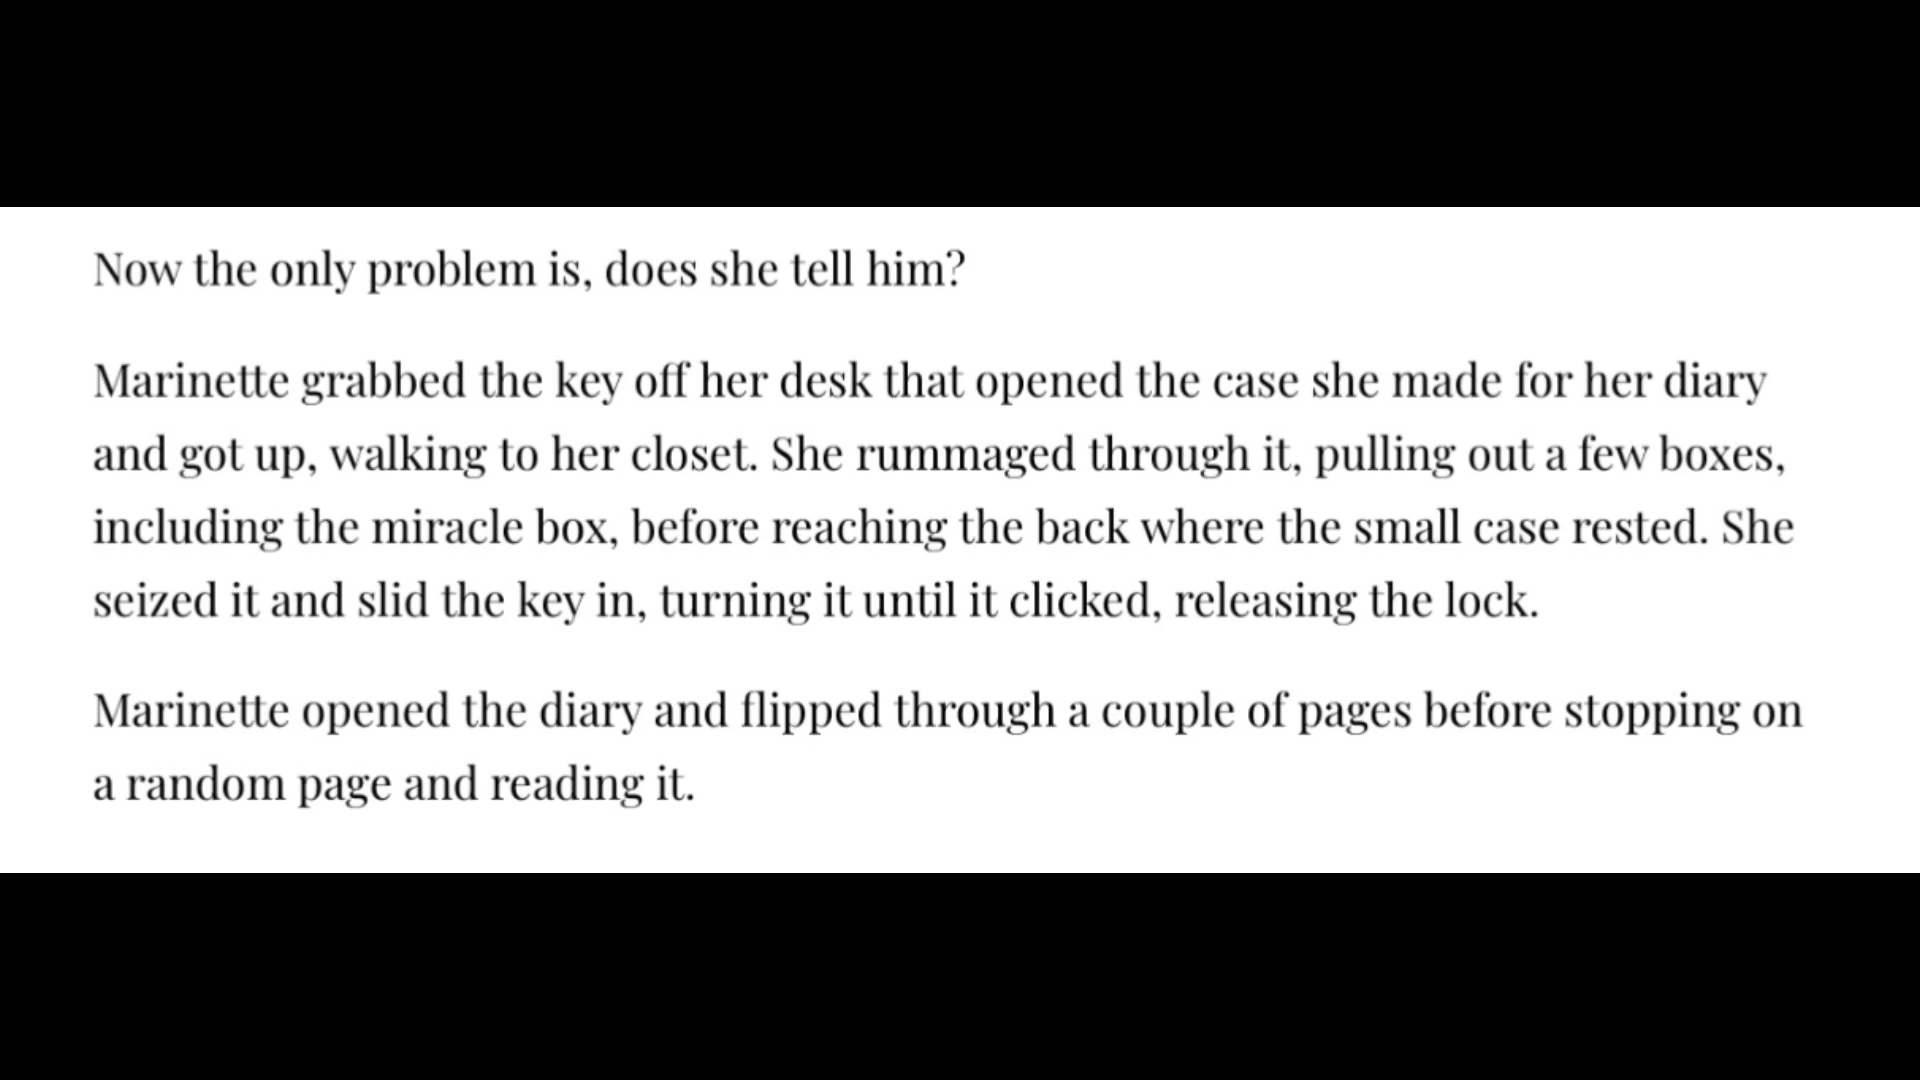 Now the only problem is, does she tell him?
Marinette grabbed the key off her desk that opened the case she made for her diary
and got up, walking to her closet. She rummaged through it, pulling out a few boxes,
including the miracle box, before reaching the back where the small case rested. She
seized it and slid the key in, turning it until it clicked, releasing the lock.
Marinette opened the diary and flipped through a couple of pages before stopping on
a random page and reading it.